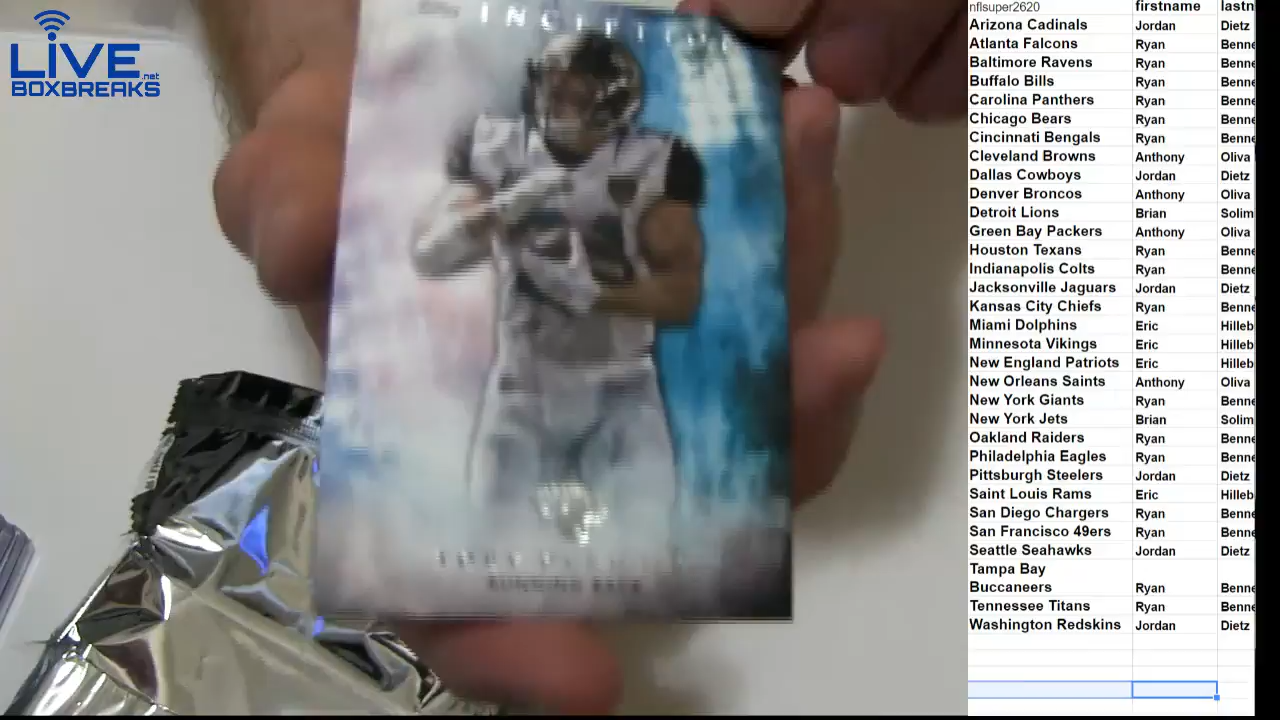 LIVE
.net
BOXBREAKS
INCITE
RUNNING BACK
nflsuper2620 firstname lastn
Arizona Cadinals Jordan Dietz
Atlanta Falcons Ryan Benne
Baltimore Ravens Ryan Benne
Buffalo Bills Ryan Benne
Carolina Panthers Ryan Benne
Chicago Bears Ryan Benne
Cincinnati Bengals Ryan Benne
Cleveland Browns Anthony Oliva
Dallas Cowboys Jordan Dietz
Denver Broncos Anthony Oliva
Detroit Lions Brian Solim
Green Bay Packers Anthony Oliva
Houston Texans Ryan Benne
Indianapolis Colts Ryan Benne
Jacksonville Jaguars Jordan Dietz
Kansas City Chiefs Ryan Benne
Miami Dolphins Eric Hilleb
Minnesota Vikings Eric Hilleb
New England Patriots Eric Hilleb
New Orleans Saints Anthony Oliva
New York Giants Ryan Benne
New York Jets Brian Solim
Oakland Raiders Ryan Benne
Philadelphia Eagles Ryan Benne
Pittsburgh Steelers Jordan Dietz
Saint Louis Rams Eric Hilleb
San Diego Chargers Ryan Benne
San Francisco 49ers Ryan Benne
Seattle Seahawks Jordan Dietz
Tampa Bay
Buccaneers Ryan Benne
Tennessee Titans Ryan Benne
Washington Redskins Jordan Dietz